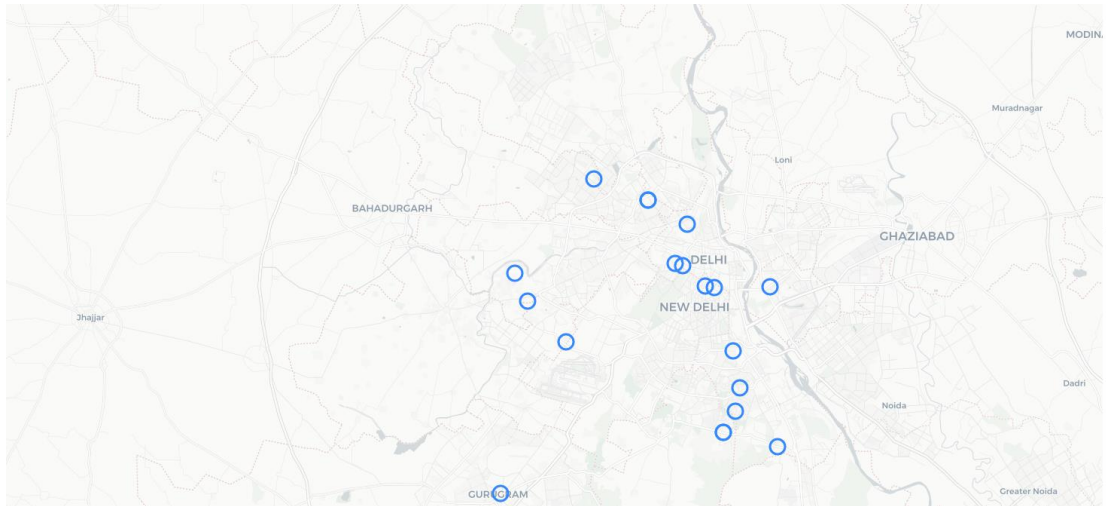 MODINA
Muradnagar
Loni
BAHADURGARH
GHAZIABAD
DELHI
NEW DELHI
Jhajjar
Dadri
Noida
GURUGRAM
Greater Noida